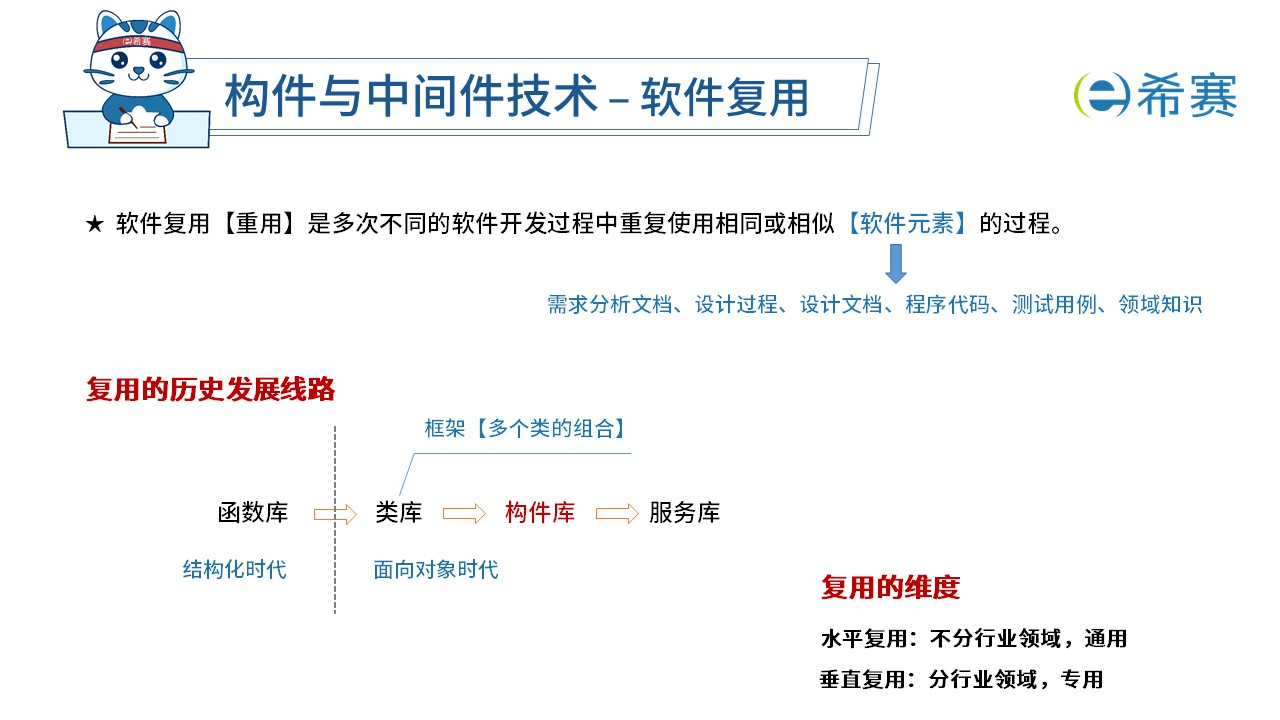 希赛
构件与中间件技术 – 软件复用
希赛
★ 软件复用【重用】是多次不同的软件开发过程中重复使用相同或相似【软件元素】的过程。
需求分析文档、设计过程、设计文档、程序代码、测试用例、领域知识
复用的历史发展线路
框架【多个类的组合】
函数库 类库 构件库 服务库
结构化时代 面向对象时代
复用的维度
水平复用：不分行业领域，通用
垂直复用：分行业领域，专用